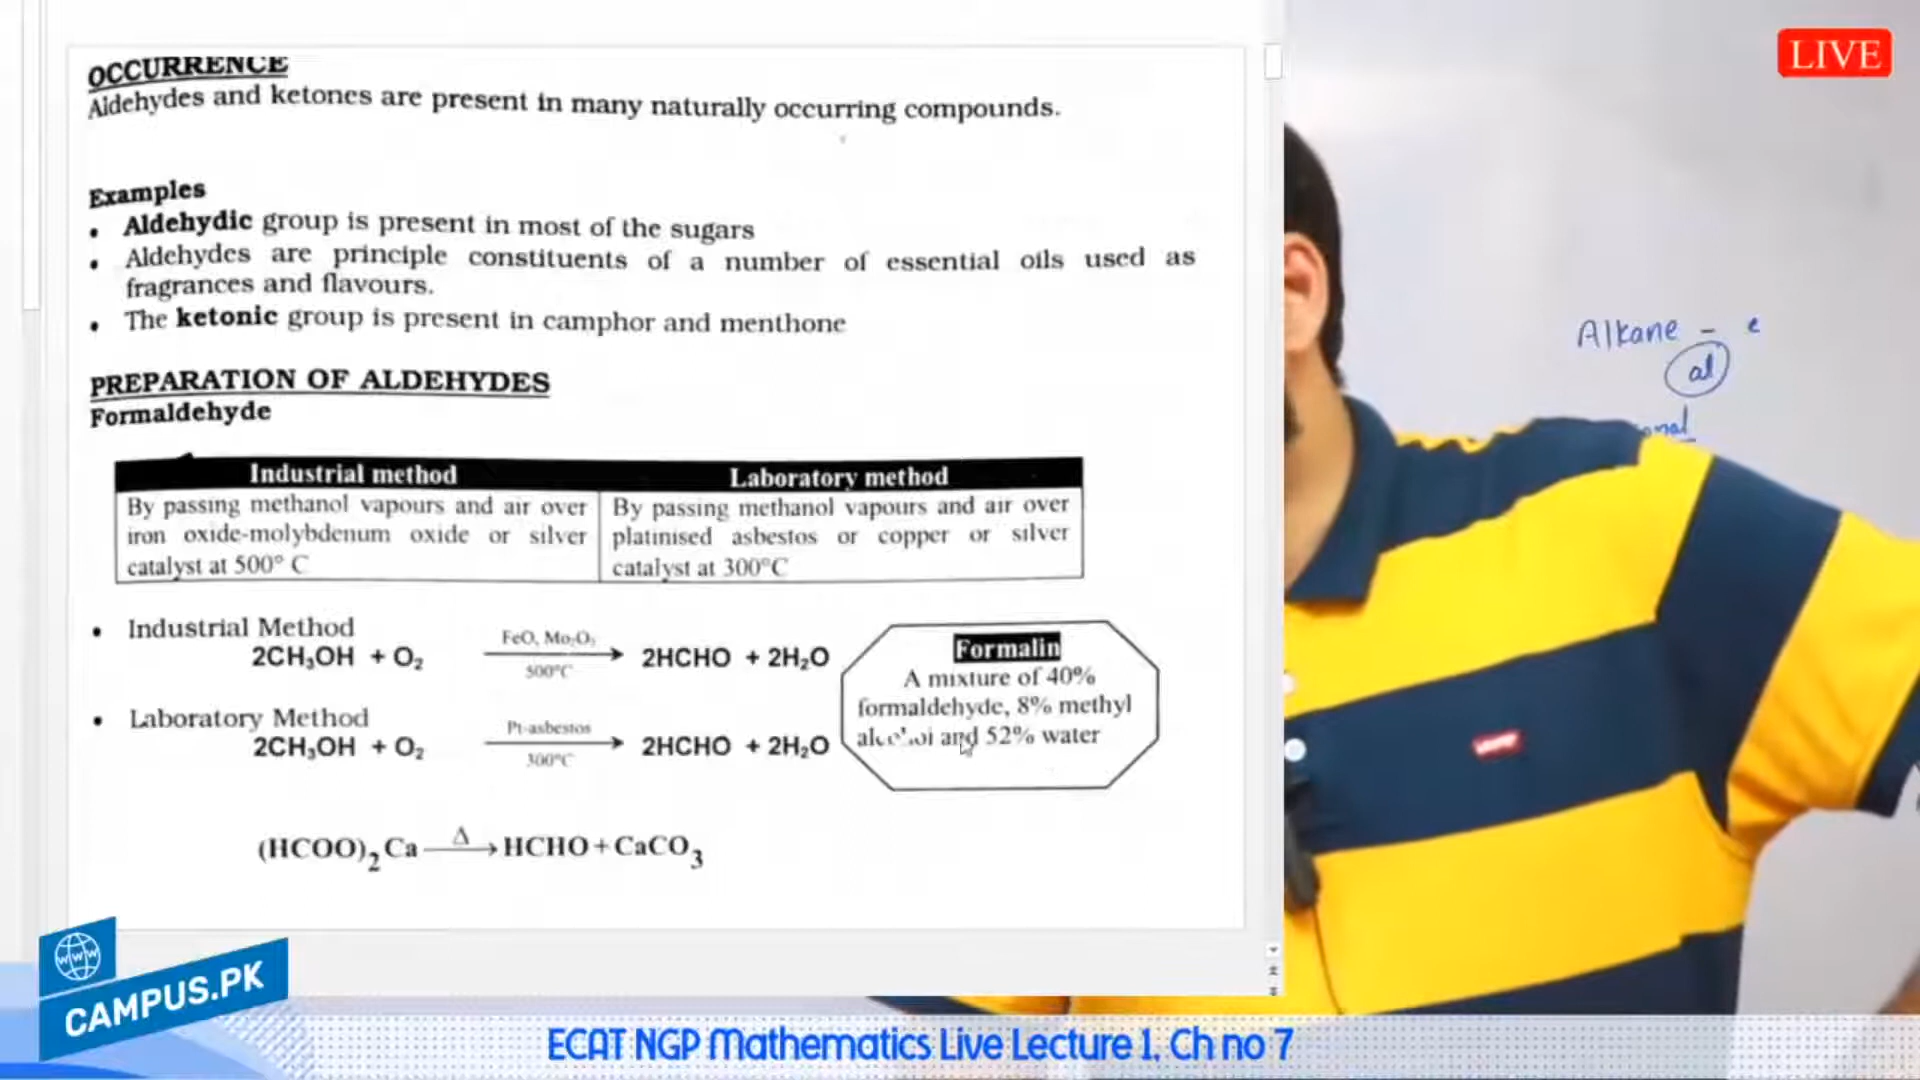 OCCURRENCE
Aldehydes and ketones are present in many naturally occurring compounds.
Examples
• Aldehydic group is present in most of the sugars
• Aldehydes are principle constituents of a number of essential oils used as
fragrances and flavours.
• The ketonic group is present in camphor and menthone
PREPARATION OF ALDEHYDES
Formaldehyde
Industrial method
By passing methanol vapours and air over
iron oxide-molybdenum oxide or silver
catalyst at 500° C
Laboratory method
By passing methanol vapours and air over
platinised asbestos or copper or silver
catalyst at 300°C
• Industrial Method
2CH₃OH + O₂ FeO, Mo₂O₃ 500°C → 2HCHO + 2H₂O
• Laboratory Method
2CH₃OH + O₂ Pt-asbestos 300°C → 2HCHO + 2H₂O
Formalin
A mixture of 40%
formaldehyde, 8% methyl
alcohol and 52% water
(HCOO)₂Ca Δ → HCHO + CaCO₃
LIVE
Alkane - e
al
www
CAMPUS.PK
ECAT NGP Mathematics Live Lecture 1, Ch no 7